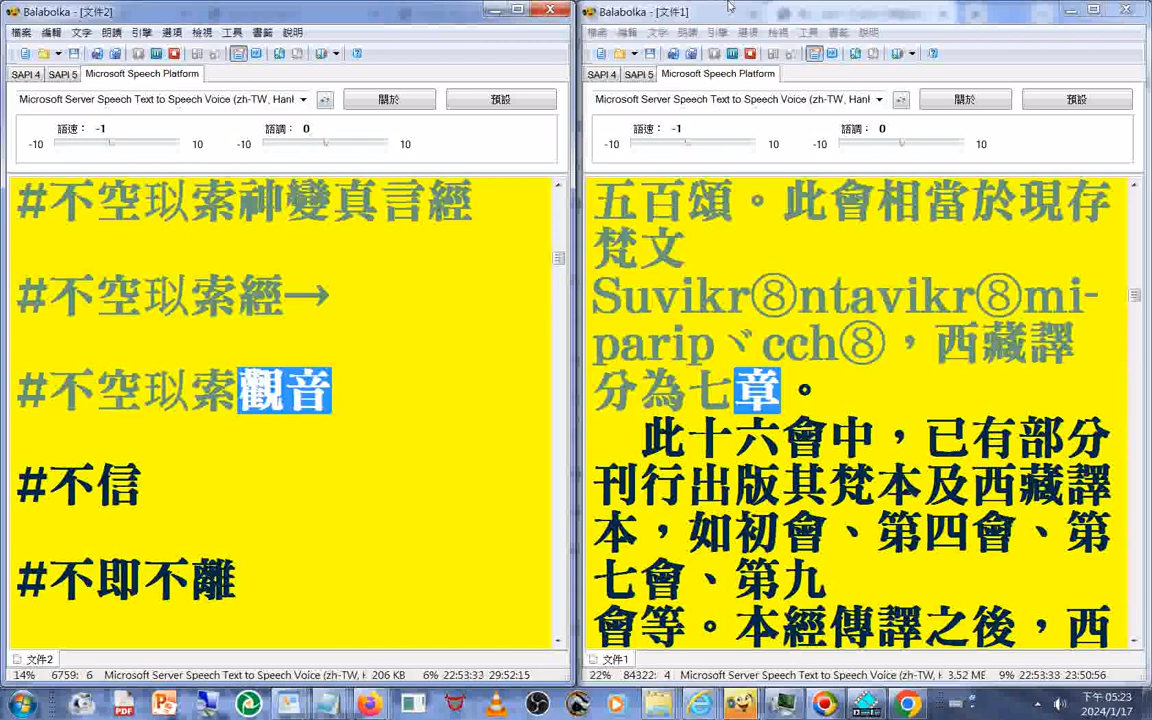 Balabolka - [文件2]
檔案 編輯 文字 朗讀 引擎 選項 檢視 工具 書籤 說明
SAPI 4 SAPI 5 Microsoft Speech Platform
Microsoft Server Speech Text to Speech Voice (zh-TW, HanH
關於
預設
語速： -1
語調： 0
-10 10 -10 10
#不空玐索神變真言經
#不空玐索經→
#不空玐索觀音
#不信
#不即不離
文件2
14% 6759: 6 Microsoft Server Speech Text to Speech Voice (zh-TW, H 206 KB 6% 22:53:33 29:52:15
Balabolka - [文件1]
檔案 編輯 文字 朗讀 引擎 選項 檢視 工具 書籤 說明
SAPI 4 SAPI 5 Microsoft Speech Platform
Microsoft Server Speech Text to Speech Voice (zh-TW, HanH
關於
預設
語速： -1
語調： 0
-10 10 -10 10
五百頌。此會相當於現存
梵文
Suvikr⑧ntavikr⑧mi-
paripヾcch⑧，西藏譯
分為七章。
此十六會中，已有部分
刊行出版其梵本及西藏譯
本，如初會、第四會、第
七會、第九
會等。本經傳譯之後，西
文件1
22% 84322: 4 Microsoft Server Speech Text to Speech Voice (zh-TW, H 3.52 MB 9% 22:53:33 23:50:56
下午 05:23
2024/1/17